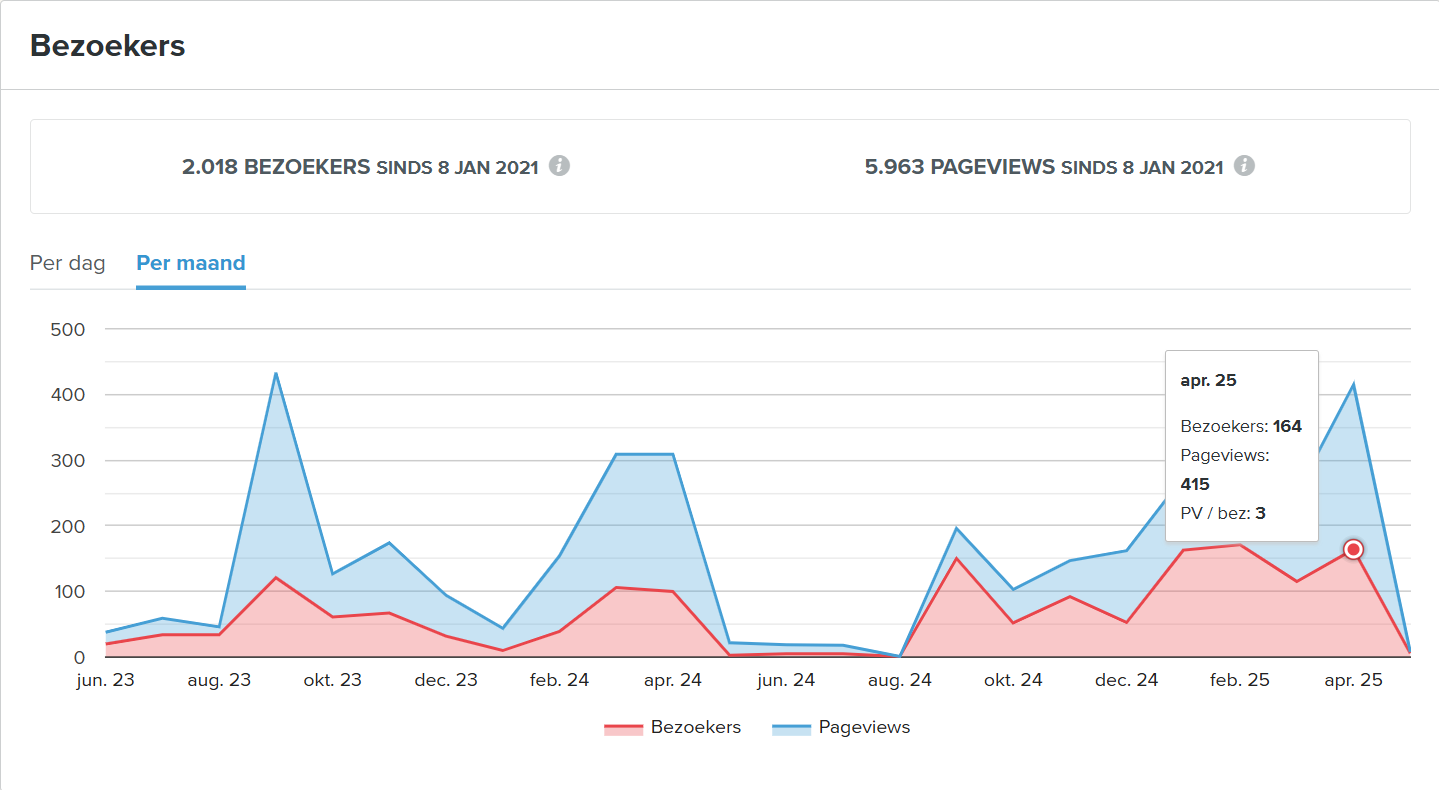 Bezoekers
2.018 BEZOEKERS SINDS 8 JAN 2021
5.963 PAGEVIEWS SINDS 8 JAN 2021
Per dag
Per maand
500
400
300
200
100
0
apr. 25
Bezoekers: 164
Pageviews:
415
PV / bez: 3
jun. 23
aug. 23
okt. 23
dec. 23
feb. 24
apr. 24
jun. 24
aug. 24
okt. 24
dec. 24
feb. 25
apr. 25
Bezoekers
Pageviews